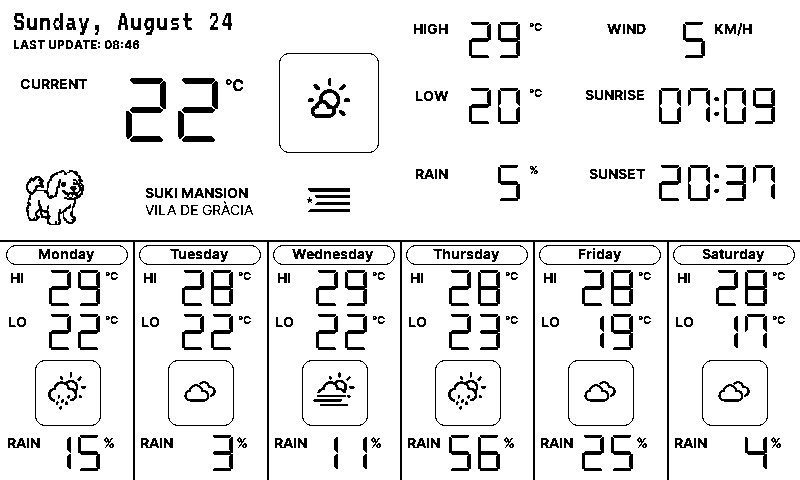 Sunday, August 24
LAST UPDATE: 08:46
CURRENT 22 °C
HIGH 29 °C
WIND 5 KM/H
LOW 20 °C
SUNRISE 07:09
RAIN 5 %
SUNSET 20:37
SUKI MANSION
VILA DE GRÀCIA
Monday
HI 29 °C
LO 22 °C
RAIN 15 %
Tuesday
HI 28 °C
LO 22 °C
RAIN 3 %
Wednesday
HI 29 °C
LO 22 °C
RAIN 11 %
Thursday
HI 28 °C
LO 23 °C
RAIN 56 %
Friday
HI 28 °C
LO 19 °C
RAIN 25 %
Saturday
HI 28 °C
LO 17 °C
RAIN 4 %